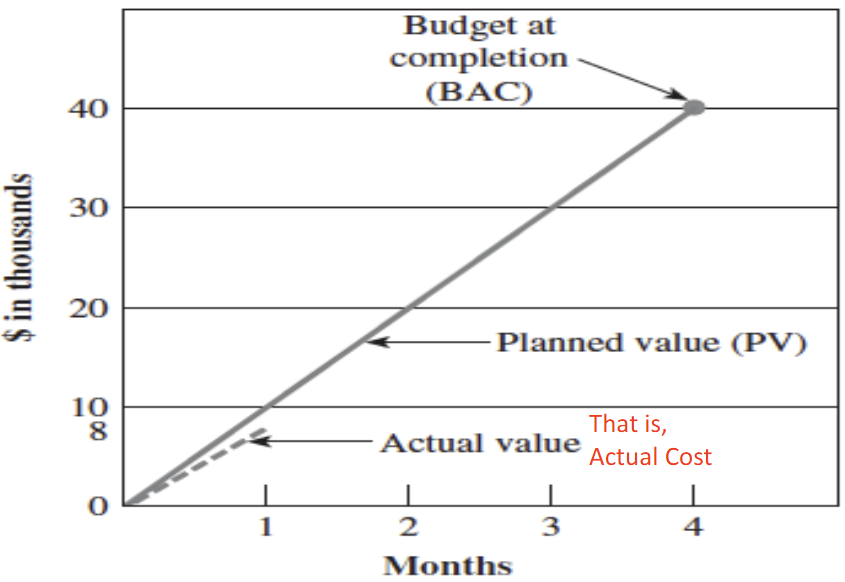 Budget at
completion
(BAC)
40
30
$ in thousands
20
Planned value (PV)
10
8
Actual value
That is,
Actual Cost
0
1 2 3 4
Months